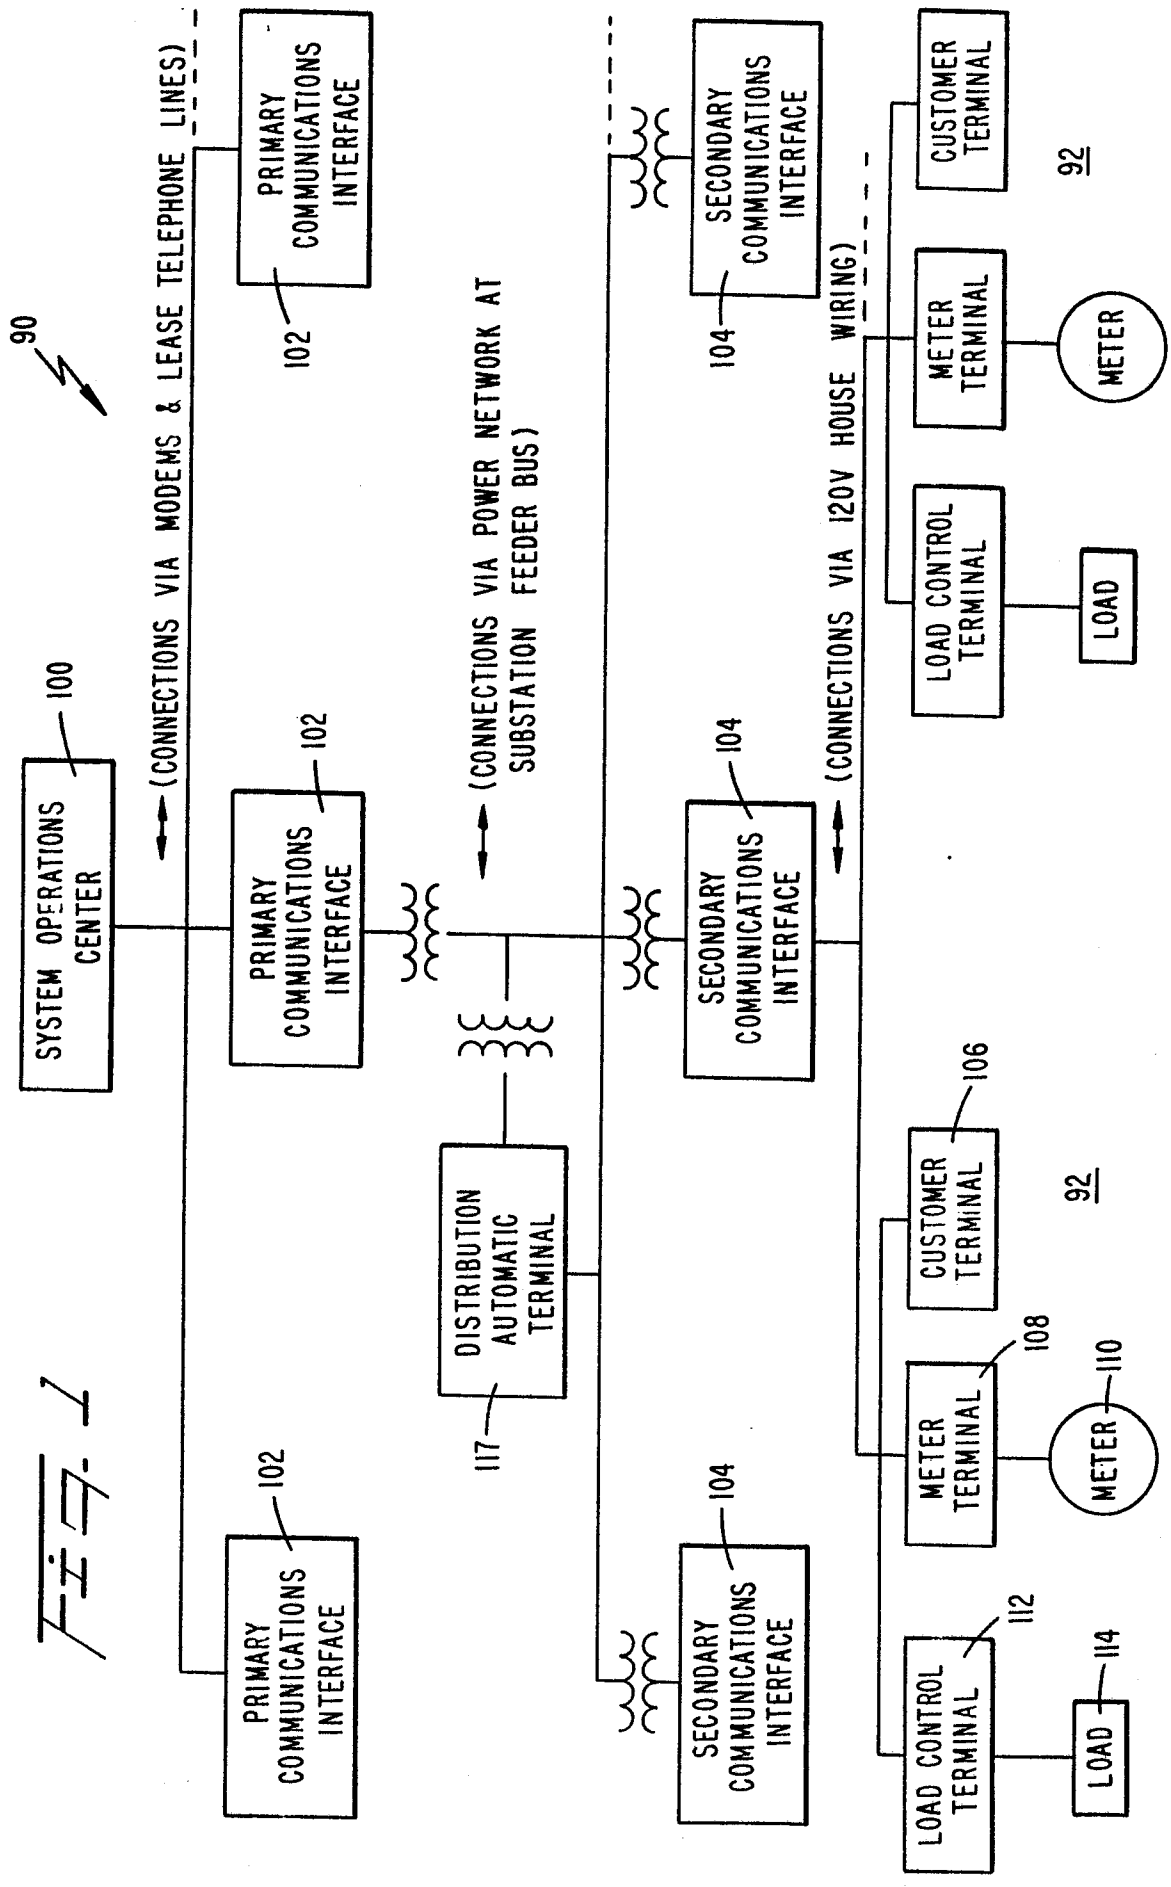 Fig. 1
90
SYSTEM OPERATIONS
CENTER
100
(CONNECTIONS VIA MODEMS & LEASE TELEPHONE LINES)
PRIMARY
COMMUNICATIONS
INTERFACE
102
PRIMARY
COMMUNICATIONS
INTERFACE
102
PRIMARY
COMMUNICATIONS
INTERFACE
102
(CONNECTIONS VIA POWER NETWORK AT
SUBSTATION FEEDER BUS)
DISTRIBUTION
AUTOMATIC
TERMINAL
117
SECONDARY
COMMUNICATIONS
INTERFACE
104
SECONDARY
COMMUNICATIONS
INTERFACE
104
SECONDARY
COMMUNICATIONS
INTERFACE
104
(CONNECTIONS VIA 120V HOUSE WIRING)
LOAD CONTROL
TERMINAL
112
METER
TERMINAL
108
CUSTOMER
TERMINAL
106
LOAD CONTROL
TERMINAL
METER
TERMINAL
CUSTOMER
TERMINAL
LOAD
114
METER
110
92
LOAD
METER
92